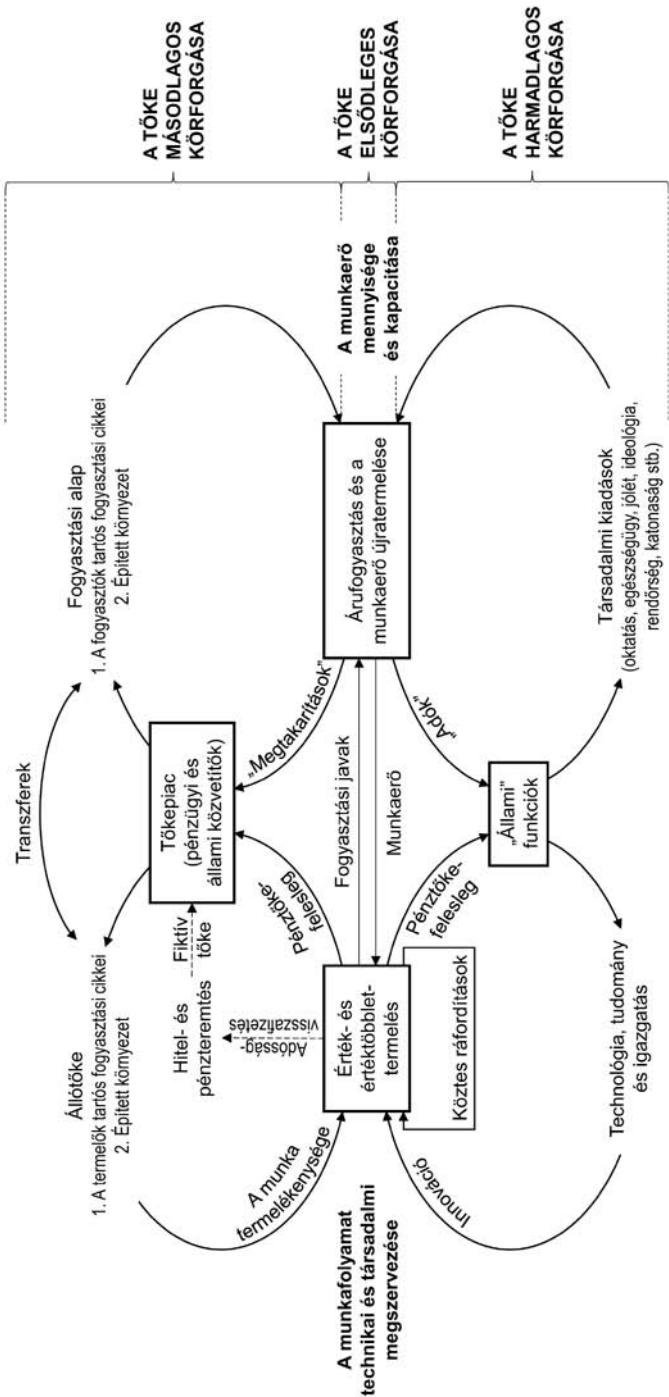 Transzferek
Állótőke
1. A termelők tartós fogyasztási cikkei
2. Épített környezet
Fogyasztási alap
1. A fogyasztók tartós fogyasztási cikkei
2. Épített környezet
A TŐKE
MÁSODLAGOS
KÖRFORGÁSA
Hitel- és
pénzteremtés
Fiktív
tőke
Tőkepiac
(pénzügyi és
állami közvetítők)
A munka
termelékenysége
Adósság-
visszafizetés
Pénztőke-
felesleg
„Megtakarítások”
A munkafolyamat
technikai és társadalmi
megszervezése
Érték- és
értéktöbblet-
termelés
Fogyasztási javak
Munkaerő
Árufogyasztás és a
munkaerő újratermelése
A munkaerő
mennyisége
és kapacitása
A TŐKE
ELSŐDLEGES
KÖRFORGÁSA
Innováció
Köztes ráfordítások
Pénztőke-
felesleg
„Adók”
„Állami”
funkciók
Technológia, tudomány
és igazgatás
Társadalmi kiadások
(oktatás, egészségügy, jólét, ideológia,
rendőrség, katonaság stb.)
A TŐKE
HARMADLAGOS
KÖRFORGÁSA